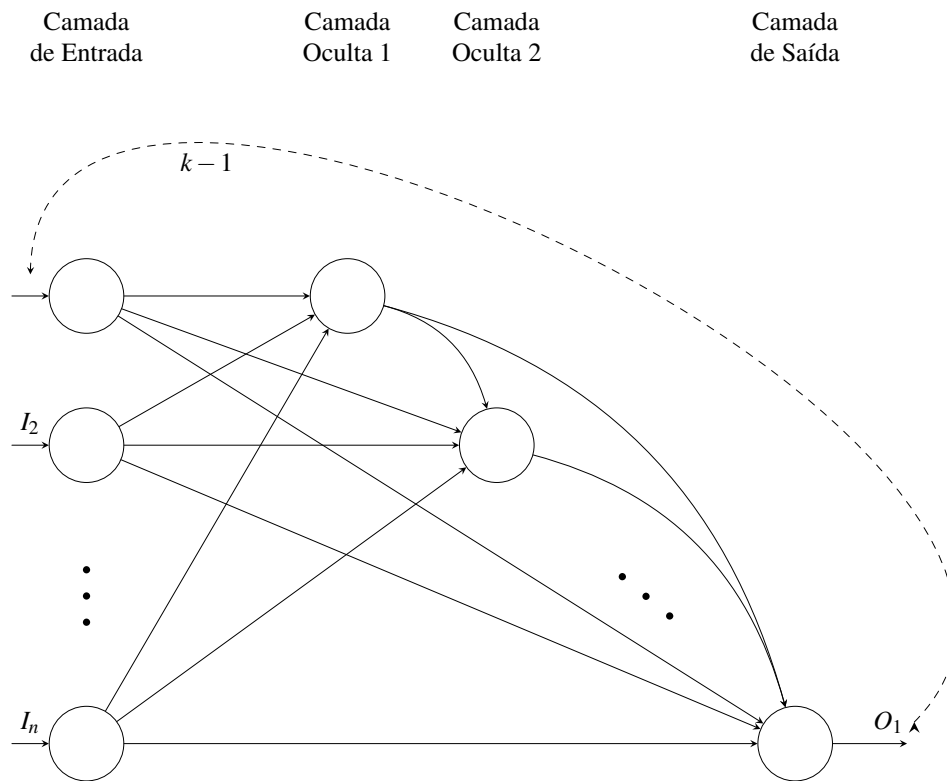 Camada
de Entrada
Camada
Oculta 1
Camada
Oculta 2
Camada
de Saída
k − 1
I₂
Iₙ
O₁